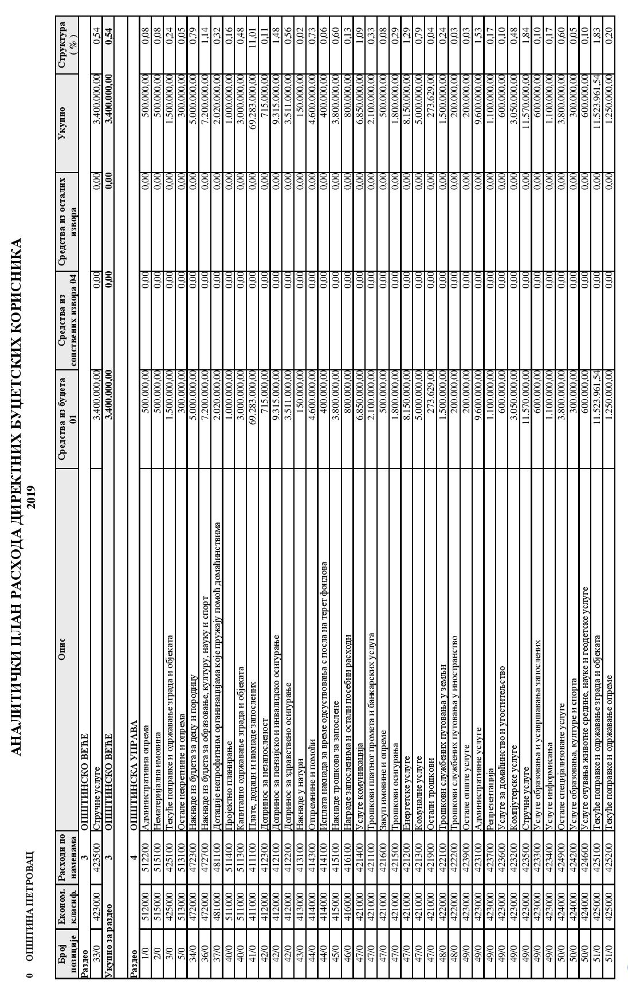 АНАЛИТИЧКИ ПЛАН РАСХОДА ДИРЕКТНИХ БУЏЕТСКИХ КОРИСНИКА
2019
0 ОПШТИНА ПЕТРОВАЦ
Број позиције Економ. класиф. Расходи по наменама Опис Средства из буџета 01 Средства из сопствених извора 04 Средства из осталих извора Укупно Структура ( % )
Раздео 3 ОПШТИНСКО ВЕЋЕ
33/0 423000 423500 Стручне услуге 3.400.000,00 0,00 0,00 3.400.000,00 0,54
Укупно за раздео 3 ОПШТИНСКО ВЕЋЕ 3.400.000,00 0,00 0,00 3.400.000,00 0,54
Раздео 4 ОПШТИНСКА УПРАВА
1/0 512000 512200 Административна опрема 500.000,00 0,00 0,00 500.000,00 0,08
2/0 515000 515100 Нематеријална имовина 500.000,00 0,00 0,00 500.000,00 0,08
3/0 425000 425100 Текуће поправке и одржавање зграда и објеката 1.500.000,00 0,00 0,00 1.500.000,00 0,24
5/0 513000 513100 Остале некретнине и опрема 300.000,00 0,00 0,00 300.000,00 0,05
34/0 472000 472300 Накнаде из буџета за децу и породицу 5.000.000,00 0,00 0,00 5.000.000,00 0,79
36/0 472000 472700 Накнаде из буџета за образовање, културу, науку и спорт 7.200.000,00 0,00 0,00 7.200.000,00 1,14
37/0 481000 481100 Дотације непрофитним организацијама које пружају помоћ домаћинствима 2.020.000,00 0,00 0,00 2.020.000,00 0,32
40/0 511000 511400 Пројектно планирање 1.000.000,00 0,00 0,00 1.000.000,00 0,16
40/0 511000 511300 Капитално одржавање зграда и објеката 3.000.000,00 0,00 0,00 3.000.000,00 0,48
41/0 411000 411100 Плате, додаци и накнаде запослених 69.283.000,00 0,00 0,00 69.283.000,00 11,01
42/0 412000 412300 Допринос за незапосленост 715.000,00 0,00 0,00 715.000,00 0,11
42/0 412000 412100 Допринос за пензијско и инвалидско осигурање 9.315.000,00 0,00 0,00 9.315.000,00 1,48
42/0 412000 412200 Допринос за здравствено осигурање 3.511.000,00 0,00 0,00 3.511.000,00 0,56
43/0 413000 413100 Накнаде у натури 150.000,00 0,00 0,00 150.000,00 0,02
44/0 414000 414300 Отпремнине и помоћи 4.600.000,00 0,00 0,00 4.600.000,00 0,73
44/0 414000 414100 Исплата накнада за време одсуствовања с посла на терет фондова 400.000,00 0,00 0,00 400.000,00 0,06
45/0 415000 415100 Накнаде трошкова за запослене 3.800.000,00 0,00 0,00 3.800.000,00 0,60
46/0 416000 416100 Награде запосленима и остали посебни расходи 800.000,00 0,00 0,00 800.000,00 0,13
47/0 421000 421400 Услуге комуникација 6.850.000,00 0,00 0,00 6.850.000,00 1,09
47/0 421000 421100 Трошкови платног промета и банкарских услуга 2.100.000,00 0,00 0,00 2.100.000,00 0,33
47/0 421000 421600 Закуп имовине и опреме 500.000,00 0,00 0,00 500.000,00 0,08
47/0 421000 421500 Трошкови осигурања 1.800.000,00 0,00 0,00 1.800.000,00 0,29
47/0 421000 421200 Енергетске услуге 8.150.000,00 0,00 0,00 8.150.000,00 1,29
47/0 421000 421300 Комуналне услуге 5.000.000,00 0,00 0,00 5.000.000,00 0,79
47/0 421000 421900 Остали трошкови 273.629,00 0,00 0,00 273.629,00 0,04
48/0 422000 422100 Трошкови службених путовања у земљи 1.500.000,00 0,00 0,00 1.500.000,00 0,24
48/0 422000 422200 Трошкови службених путовања у иностранство 200.000,00 0,00 0,00 200.000,00 0,03
49/0 423000 423900 Остале опште услуге 200.000,00 0,00 0,00 200.000,00 0,03
49/0 423000 423100 Административне услуге 9.600.000,00 0,00 0,00 9.600.000,00 1,53
49/0 423000 423700 Репрезентација 1.100.000,00 0,00 0,00 1.100.000,00 0,17
49/0 423000 423600 Услуге за домаћинство и угоститељство 600.000,00 0,00 0,00 600.000,00 0,10
49/0 423000 423200 Компјутерске услуге 3.050.000,00 0,00 0,00 3.050.000,00 0,48
49/0 423000 423500 Стручне услуге 11.570.000,00 0,00 0,00 11.570.000,00 1,84
49/0 423000 423300 Услуге образовања и усавршавања запослених 600.000,00 0,00 0,00 600.000,00 0,10
49/0 423000 423400 Услуге информисања 1.100.000,00 0,00 0,00 1.100.000,00 0,17
50/0 424000 424900 Остале специјализоване услуге 3.800.000,00 0,00 0,00 3.800.000,00 0,60
50/0 424000 424200 Услуге образовања, културе и спорта 300.000,00 0,00 0,00 300.000,00 0,05
50/0 424000 424600 Услуге очувања животне средине, науке и геодетске услуге 600.000,00 0,00 0,00 600.000,00 0,10
51/0 425000 425100 Текуће поправке и одржавање зграда и објеката 11.523.961,54 0,00 0,00 11.523.961,54 1,83
51/0 425000 425200 Текуће поправке и одржавање опреме 1.250.000,00 0,00 0,00 1.250.000,00 0,20